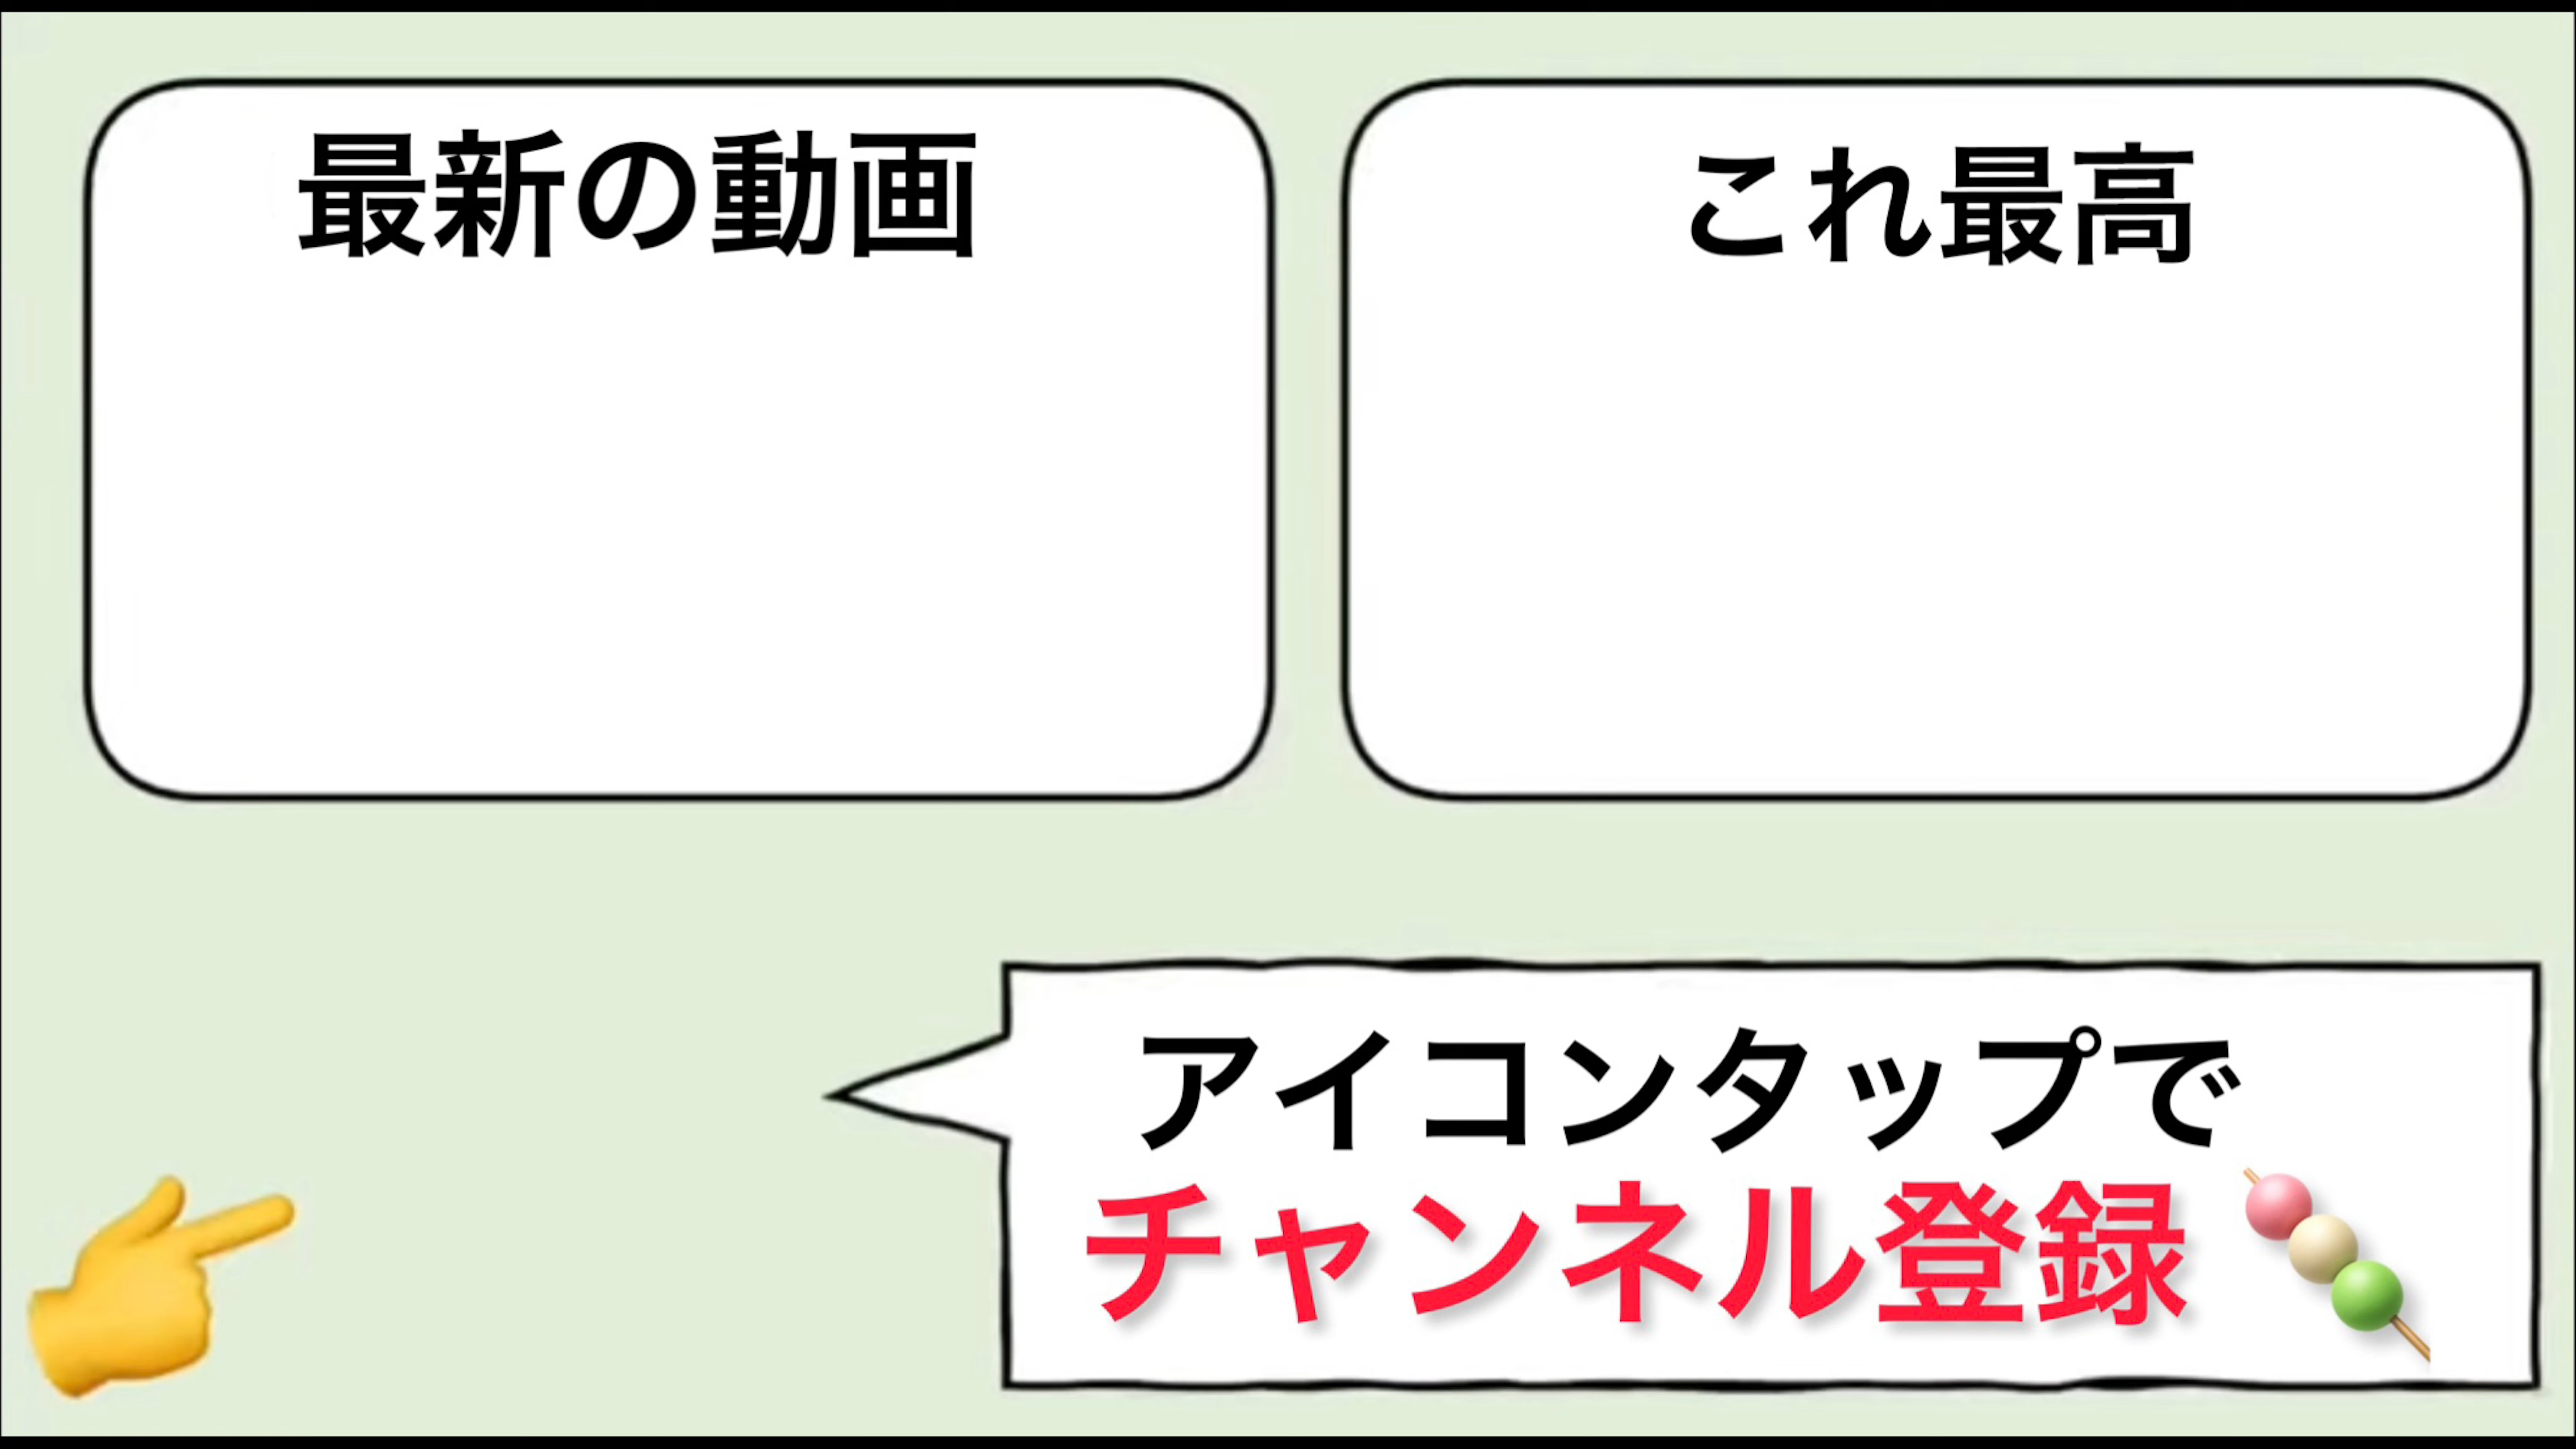 最新の動画
これ最高
アイコンタップで
チャンネル登録